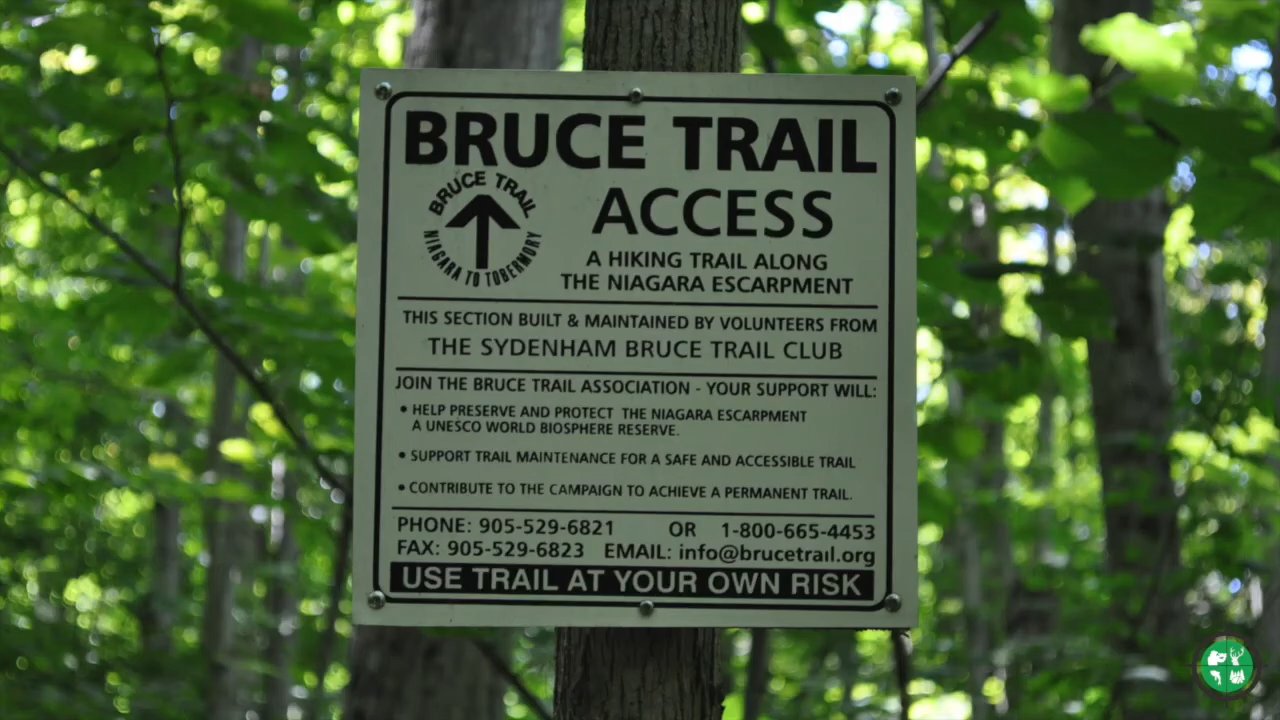 BRUCE TRAIL
BRUCE TRAIL
NIAGARA TO TOBERMORY
ACCESS
A HIKING TRAIL ALONG
THE NIAGARA ESCARPMENT
THIS SECTION BUILT & MAINTAINED BY VOLUNTEERS FROM
THE SYDENHAM BRUCE TRAIL CLUB
JOIN THE BRUCE TRAIL ASSOCIATION - YOUR SUPPORT WILL:
• HELP PRESERVE AND PROTECT THE NIAGARA ESCARPMENT
A UNESCO WORLD BIOSPHERE RESERVE.
• SUPPORT TRAIL MAINTENANCE FOR A SAFE AND ACCESSIBLE TRAIL
• CONTRIBUTE TO THE CAMPAIGN TO ACHIEVE A PERMANENT TRAIL.
PHONE: 905-529-6821 OR 1-800-665-4453
FAX: 905-529-6823 EMAIL: info@brucetrail.org
USE TRAIL AT YOUR OWN RISK